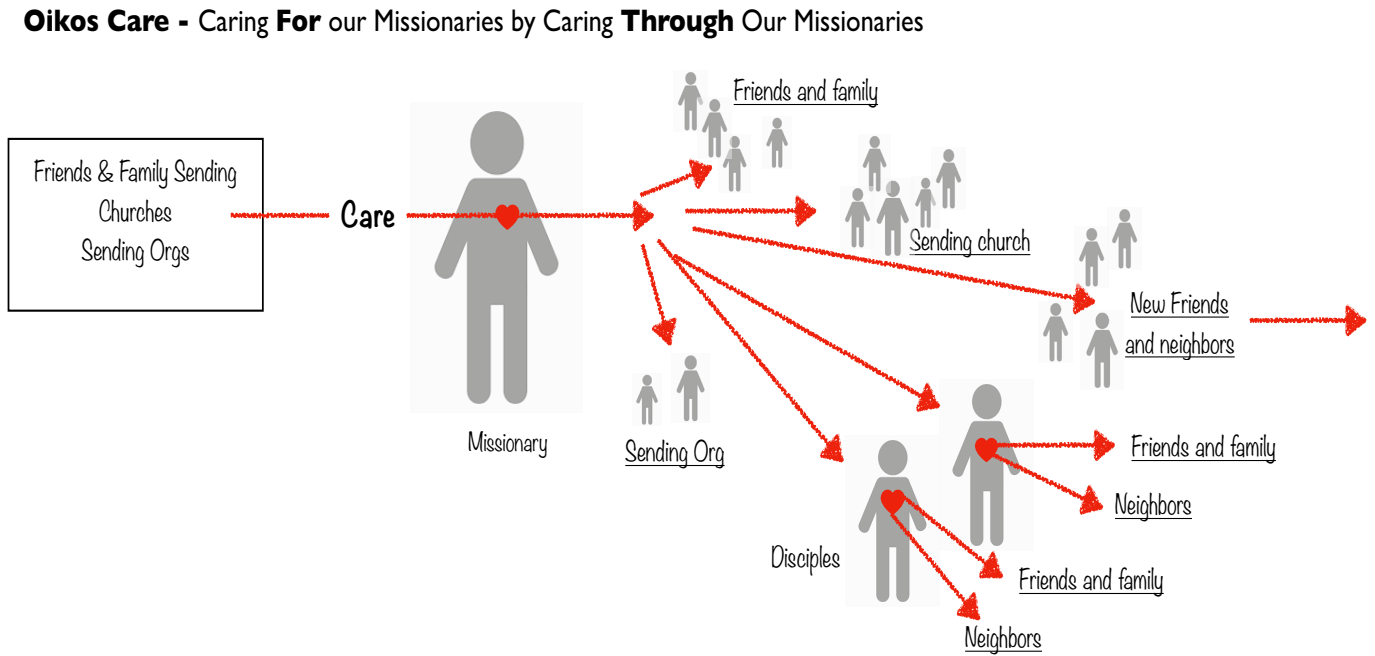 Oikos Care - Caring For our Missionaries by Caring Through Our Missionaries
Friends & Family Sending
Churches
Sending Orgs
Care
Missionary
Friends and family
Sending church
New Friends
and neighbors
Sending Org
Disciples
Friends and family
Neighbors
Friends and family
Neighbors